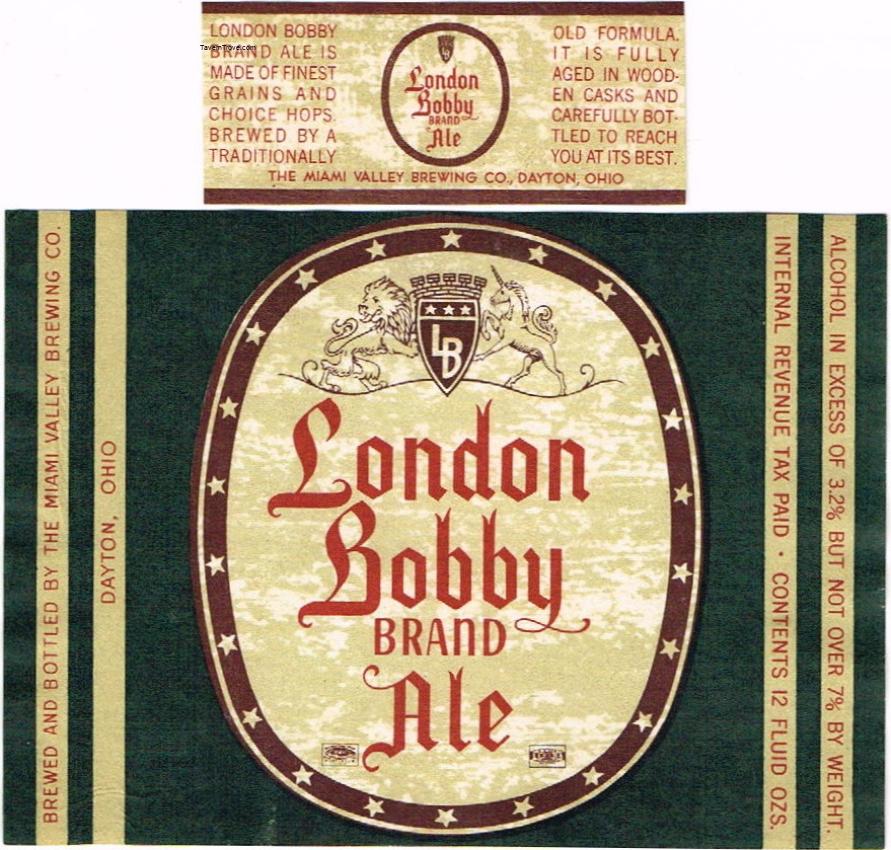 LONDON BOBBY
BRAND ALE IS
MADE OF FINEST
GRAINS AND
CHOICE HOPS.
BREWED BY A
TRADITIONALLY
TavernTrove.com
LB
London
Bobby
BRAND
Ale
OLD FORMULA.
IT IS FULLY
AGED IN WOOD-
EN CASKS AND
CAREFULLY BOT-
TLED TO REACH
YOU AT ITS BEST.
THE MIAMI VALLEY BREWING CO., DAYTON, OHIO
BREWED AND BOTTLED BY THE MIAMI VALLEY BREWING CO.
DAYTON, OHIO
LB
London
Bobby
BRAND
Ale
INTERNAL REVENUE TAX PAID • CONTENTS 12 FLUID OZS.
ALCOHOL IN EXCESS OF 3.2% BUT NOT OVER 7% BY WEIGHT.